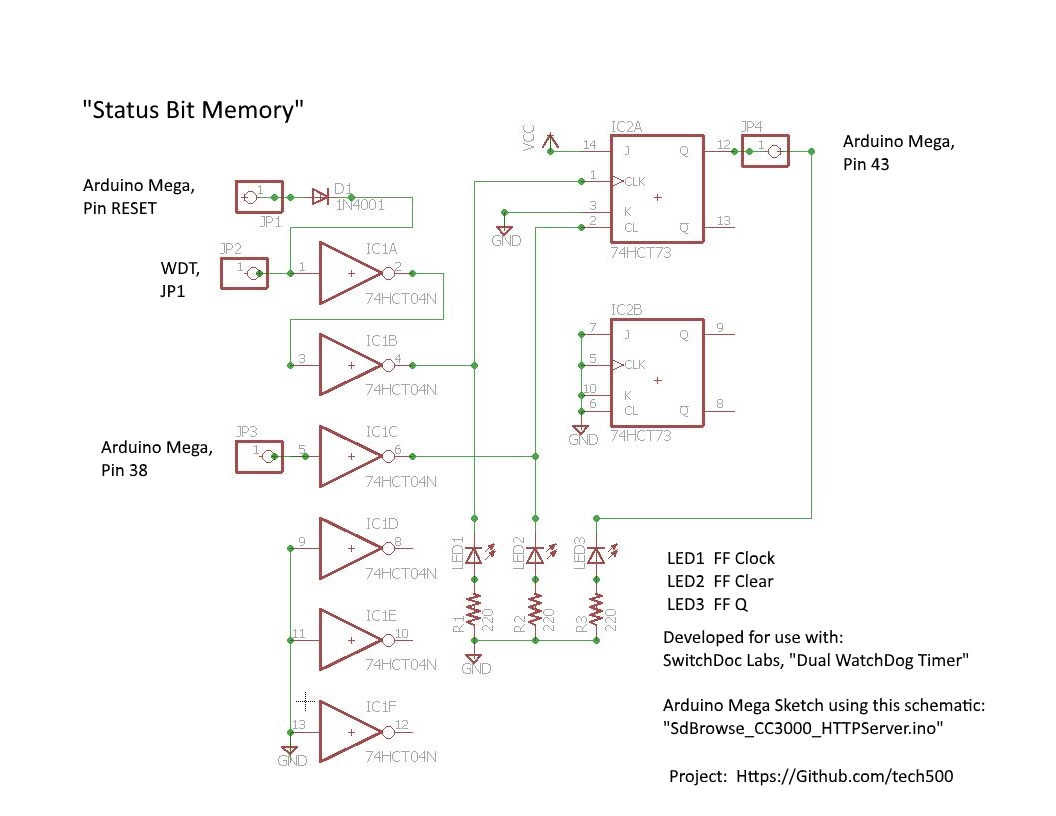 "Status Bit Memory"
Arduino Mega,
Pin RESET
1
JP1
D1
1N4001
JP2
1
WDT,
JP1
IC1A
1
2
74HCT04N
IC1B
3
4
74HCT04N
Arduino Mega,
Pin 38
JP3
1
IC1C
5
6
74HCT04N
IC1D
9
8
74HCT04N
IC1E
11
10
74HCT04N
IC1F
13
12
74HCT04N
GND
VCC
IC2A
14
J
Q
12
1
CLK
3
K
2
CL
Q
13
GND
74HCT73
JP4
1
Arduino Mega,
Pin 43
IC2B
7
J
Q
9
5
CLK
10
K
6
CL
Q
8
GND
74HCT73
LED1
LED2
LED3
R1
220
R2
220
R3
220
GND
LED1 FF Clock
LED2 FF Clear
LED3 FF Q
Developed for use with:
SwitchDoc Labs, "Dual WatchDog Timer"
Arduino Mega Sketch using this schematic:
"SdBrowse_CC3000_HTTPServer.ino"
Project: Https://Github.com/tech500